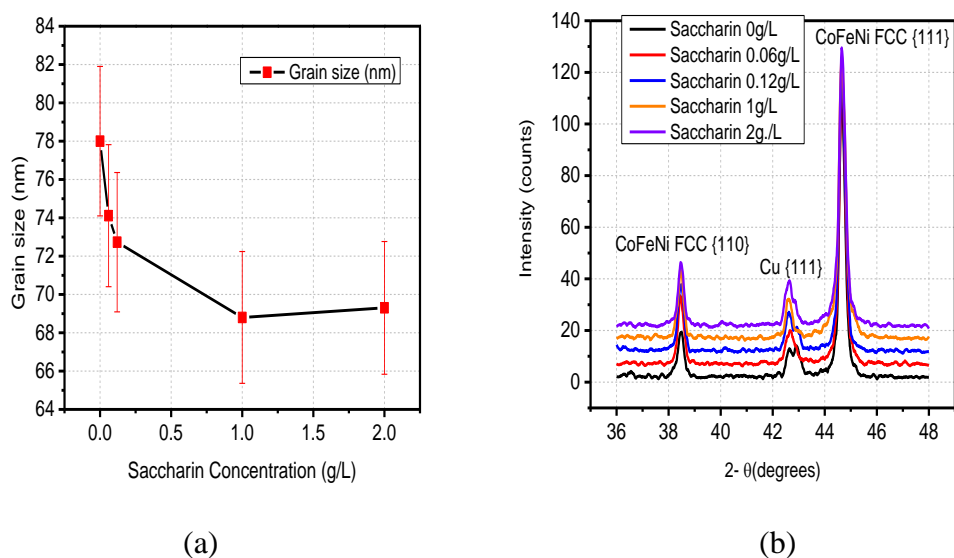 84
82
80
78
76
74
72
70
68
66
64
Grain size (nm)
Grain size (nm)
0.0
0.5
1.0
1.5
2.0
Saccharin Concentration (g/L)
(a)
140
120
100
80
60
40
20
0
Intensity (counts)
Saccharin 0g/L
Saccharin 0.06g/L
Saccharin 0.12g/L
Saccharin 1g/L
Saccharin 2g./L
CoFeNi FCC {111}
CoFeNi FCC {110}
Cu {111}
36
38
40
42
44
46
48
2- θ(degrees)
(b)